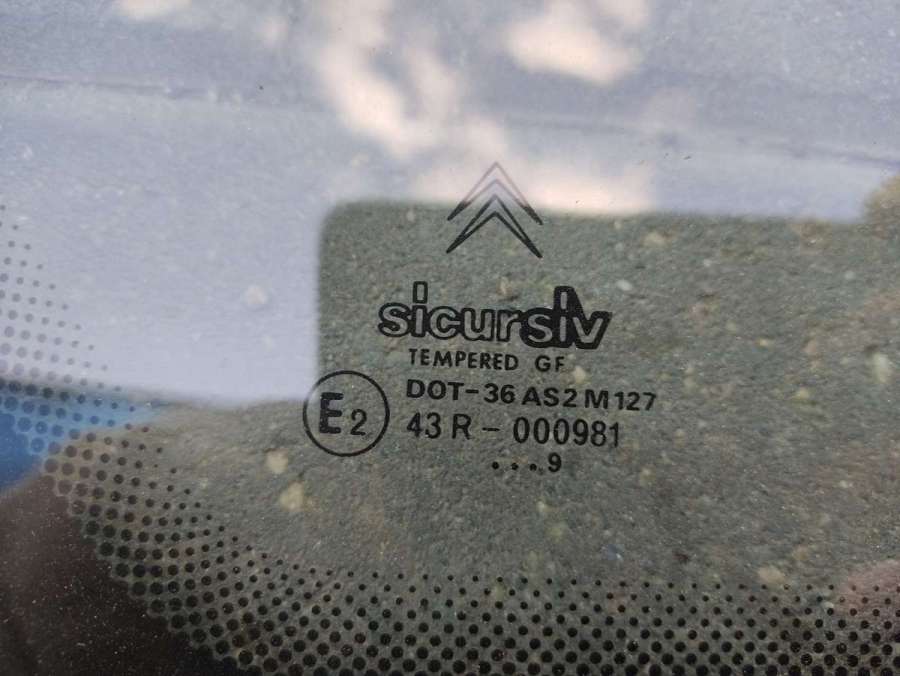 sicursiv
TEMPERED GF
DOT-36 AS2 M127
E2
43 R - 000981
...9